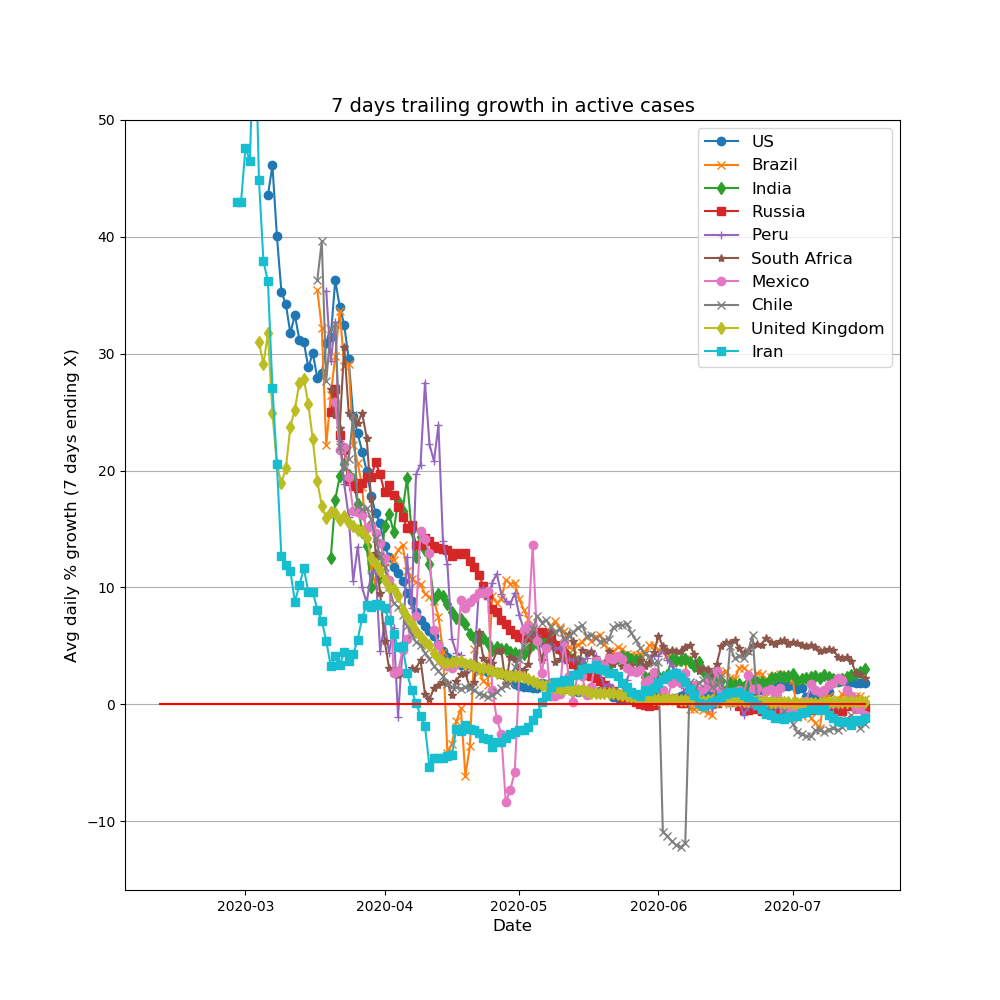 7 days trailing growth in active cases
50
40
30
20
10
0
−10
Avg daily % growth (7 days ending X)
US
Brazil
India
Russia
Peru
South Africa
Mexico
Chile
United Kingdom
Iran
2020-03
2020-04
2020-05
2020-06
2020-07
Date